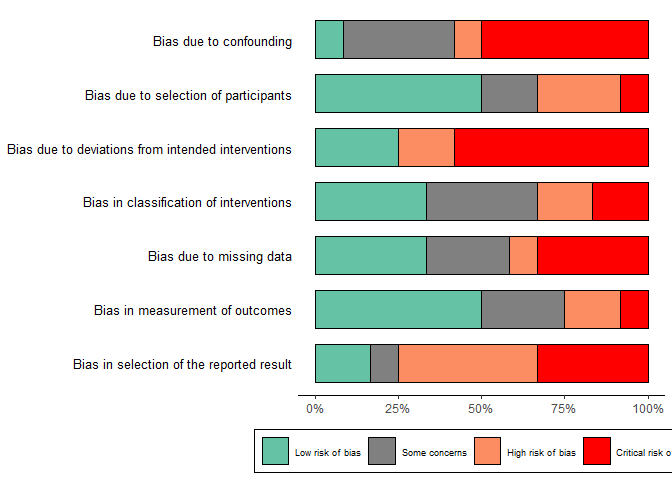 Bias due to confounding
Bias due to selection of participants
Bias due to deviations from intended interventions
Bias in classification of interventions
Bias due to missing data
Bias in measurement of outcomes
Bias in selection of the reported result
0% 25% 50% 75% 100%
Low risk of bias Some concerns High risk of bias Critical risk o